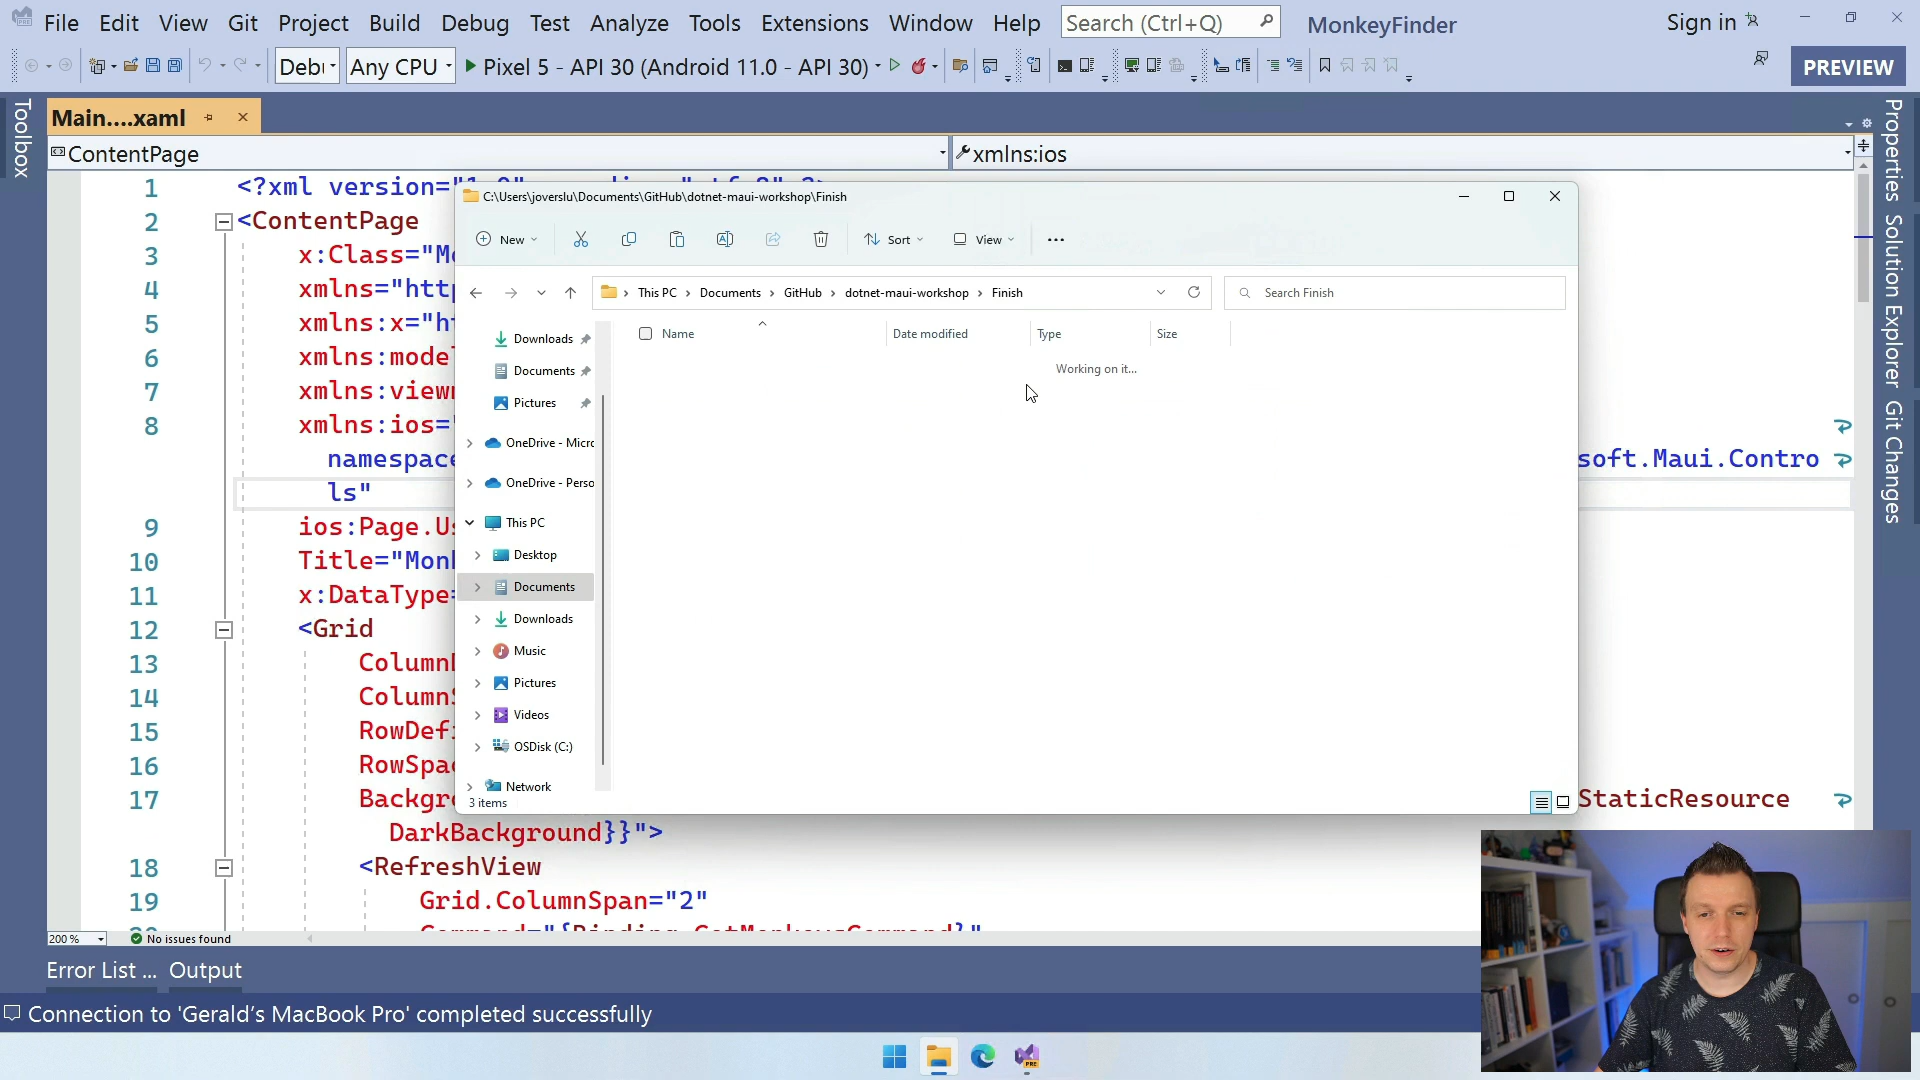 File Edit View Git Project Build Debug Test Analyze Tools Extensions Window Help Search (Ctrl+Q) MonkeyFinder Sign in
Any CPU Pixel 5 - API 30 (Android 11.0 - API 30) PREVIEW
Toolbox
Main....xaml
ContentPage xmlns:ios
Properties
Solution Explorer
Git Changes
1 <?xml version=
2 <ContentPage
3 x:Class="M
4 xmlns="http
5 xmlns:x="h
6 xmlns:model
7 xmlns:view
8 xmlns:ios=
namespace soft.Maui.Contro
ls"
9 ios:Page.Us
10 Title="Mon
11 x:DataType=
12 <Grid
13 Column
14 Column
15 RowDef
16 RowSpa
17 Backgr StaticResource
DarkBackground}}">
18 <RefreshView
19 Grid.ColumnSpan="2"
Command="{Binding GetMonkeysCommand}"
C:\Users\joverslu\Documents\GitHub\dotnet-maui-workshop\Finish
New Sort View
This PC Documents GitHub dotnet-maui-workshop Finish Search Finish
Name Date modified Type Size
Working on it...
Downloads
Documents
Pictures
OneDrive - Micr
OneDrive - Perso
This PC
Desktop
Documents
Downloads
Music
Pictures
Videos
OSDisk (C:)
Network
3 items
200 % No issues found
Error List ... Output
Connection to 'Gerald's MacBook Pro' completed successfully
PRE